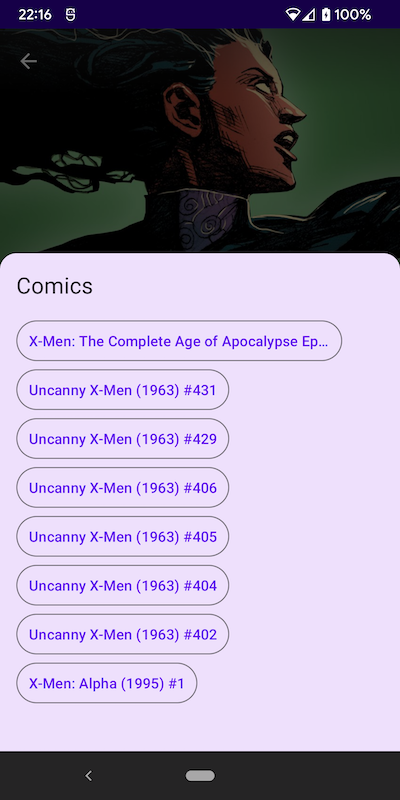 22:16
100%
Comics
X-Men: The Complete Age of Apocalypse Ep...
Uncanny X-Men (1963) #431
Uncanny X-Men (1963) #429
Uncanny X-Men (1963) #406
Uncanny X-Men (1963) #405
Uncanny X-Men (1963) #404
Uncanny X-Men (1963) #402
X-Men: Alpha (1995) #1